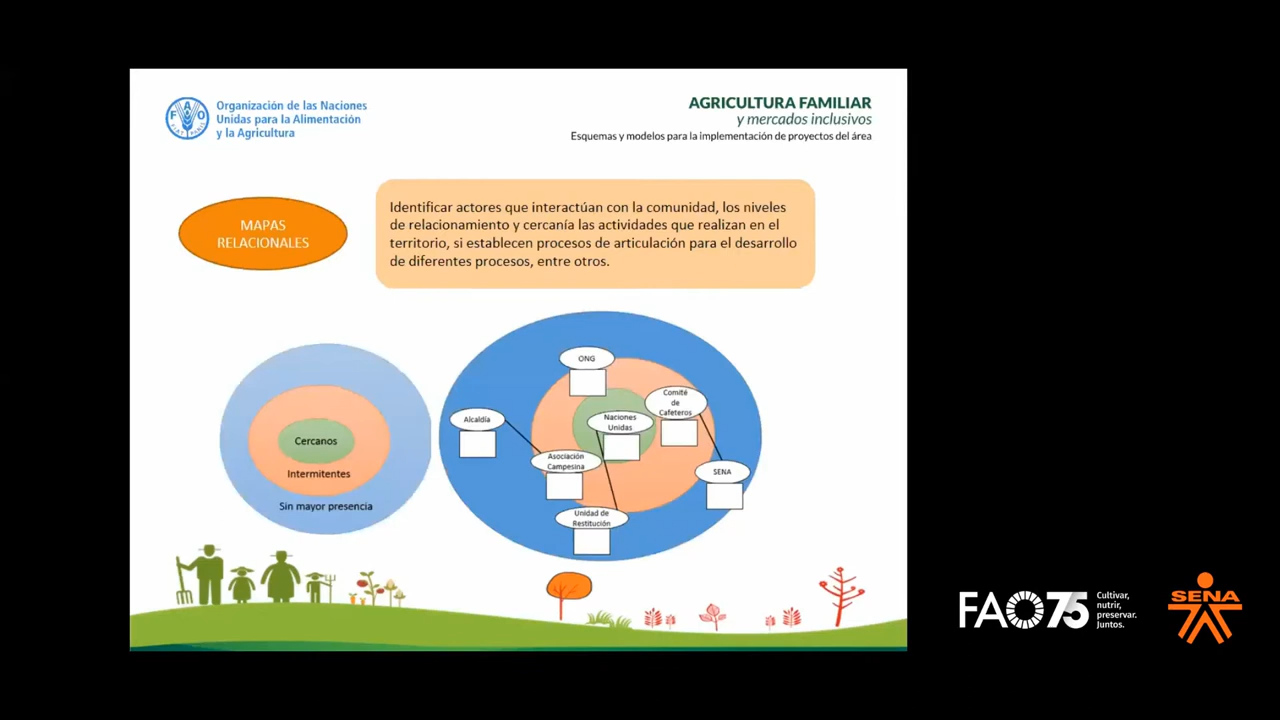 Organización de las Naciones
Unidas para la Alimentación
y la Agricultura
AGRICULTURA FAMILIAR
y mercados inclusivos
Esquemas y modelos para la implementación de proyectos del área
MAPAS
RELACIONALES
Identificar actores que interactúan con la comunidad, los niveles
de relacionamiento y cercanía las actividades que realizan en el
territorio, si establecen procesos de articulación para el desarrollo
de diferentes procesos, entre otros.
Cercanos
Intermitentes
Sin mayor presencia
ONG
Comité
de
Cafeteros
Alcaldía
Naciones
Unidas
Asociación
Campesina
SENA
Unidad de
Restitución
FAO75
Cultivar,
nutrir,
preservar.
Juntos.
SENA